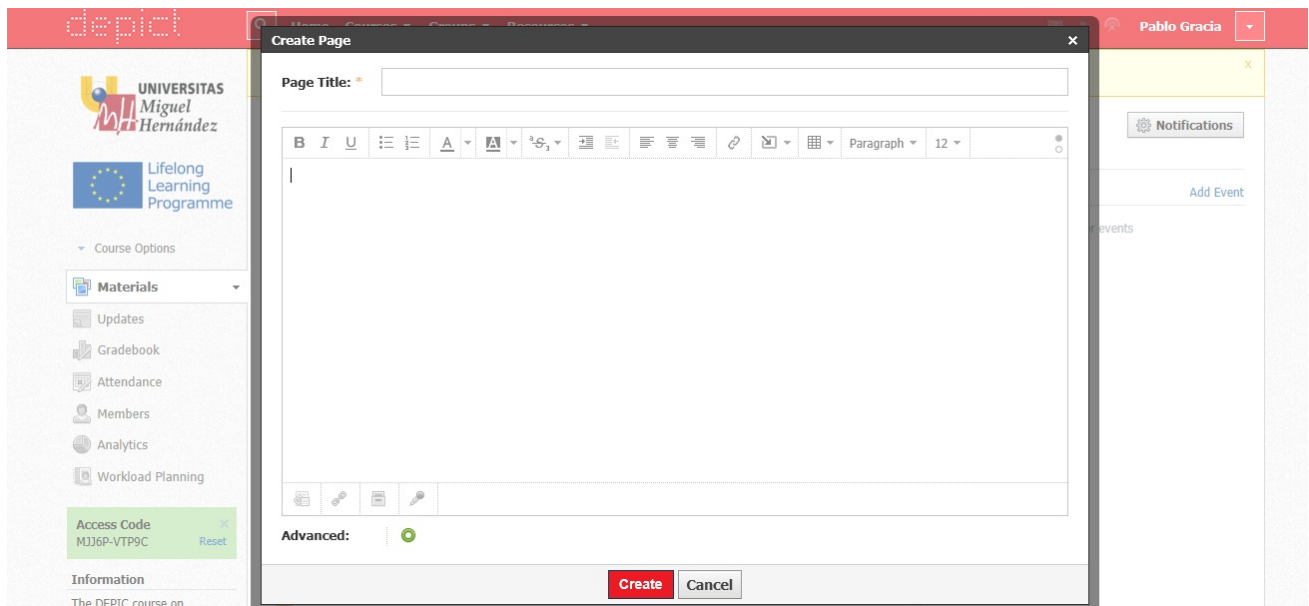 depict
Home Courses Groups Resources
Pablo Gracia
Create Page
×
Page Title: *
UNIVERSITAS
Miguel
Hernández
x
Notifications
B I U A A Paragraph 12
Lifelong
Learning
Programme
Add Event
events
Course Options
Materials
Updates
Gradebook
Attendance
Members
Analytics
Workload Planning
Access Code ×
MJJ6P-VTP9C Reset
Advanced:
Information
Create Cancel
The DEPIC course on